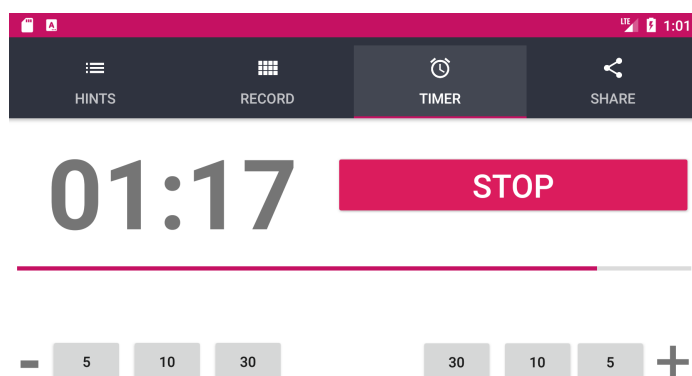 LTE 1:01
HINTS RECORD TIMER SHARE
01:17 STOP
- 5 10 30 30 10 5 +